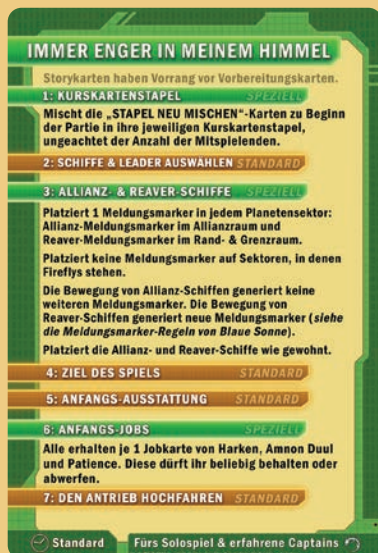 IMMER ENGER IN MEINEM HIMMEL
Storykarten haben Vorrang vor Vorbereitungskarten.
1: KURSKARTENSTAPEL SPEZIELL
Mischt die „STAPEL NEU MISCHEN“-Karten zu Beginn
der Partie in ihre jeweiligen Kurskartenstapel,
ungeachtet der Anzahl der Mitspielenden.
2: SCHIFFE & LEADER AUSWÄHLEN STANDARD
3: ALLIANZ- & REAVER-SCHIFFE SPEZIELL
Platziert 1 Meldungsmarker in jedem Planetensektor:
Allianz-Meldungsmarker im Allianzraum und
Reaver-Meldungsmarker im Rand- & Grenzraum.
Platziert keine Meldungsmarker auf Sektoren, in denen
Fireflys stehen.
Die Bewegung von Allianz-Schiffen generiert keine
weiteren Meldungsmarker. Die Bewegung von
Reaver-Schiffen generiert neue Meldungsmarker (siehe
die Meldungsmarker-Regeln von Blaue Sonne).
Platziert die Allianz- und Reaver-Schiffe wie gewohnt.
4: ZIEL DES SPIELS STANDARD
5: ANFANGS-AUSSTATTUNG STANDARD
6: ANFANGS-JOBS SPEZIELL
Alle erhalten je 1 Jobkarte von Harken, Amnon Duul
und Patience. Diese dürft ihr beliebig behalten oder
abwerfen.
7: DEN ANTRIEB HOCHFAHREN STANDARD
Standard Fürs Solospiel & erfahrene Captains